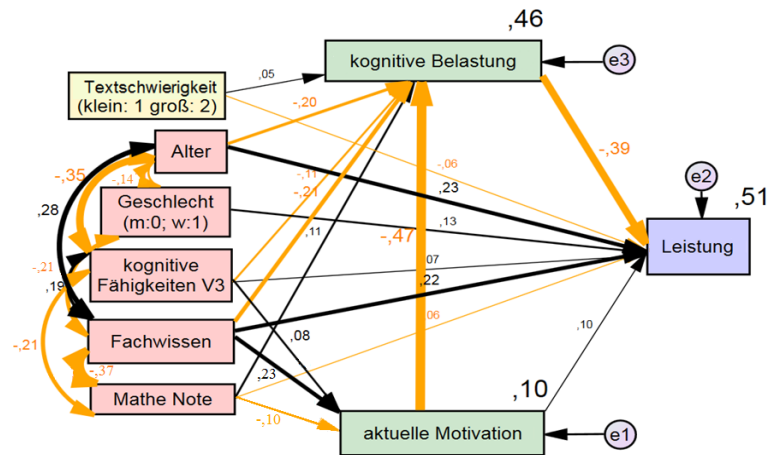 ,46
kognitive Belastung
e3
Textschwierigkeit
(klein: 1 groß: 2)
,05
-,20
Alter
-,35
-,14
-,11
-,21
-,06
-,39
e2
,28
Geschlecht
(m:0; w:1)
,23
,13
,51
,11
-,47
Leistung
-,21
,19
kognitive
Fähigkeiten V3
07
,22
Fachwissen
,08
06
-,21
-,37
,23
,10
Mathe Note
-,10
,10
aktuelle Motivation
e1